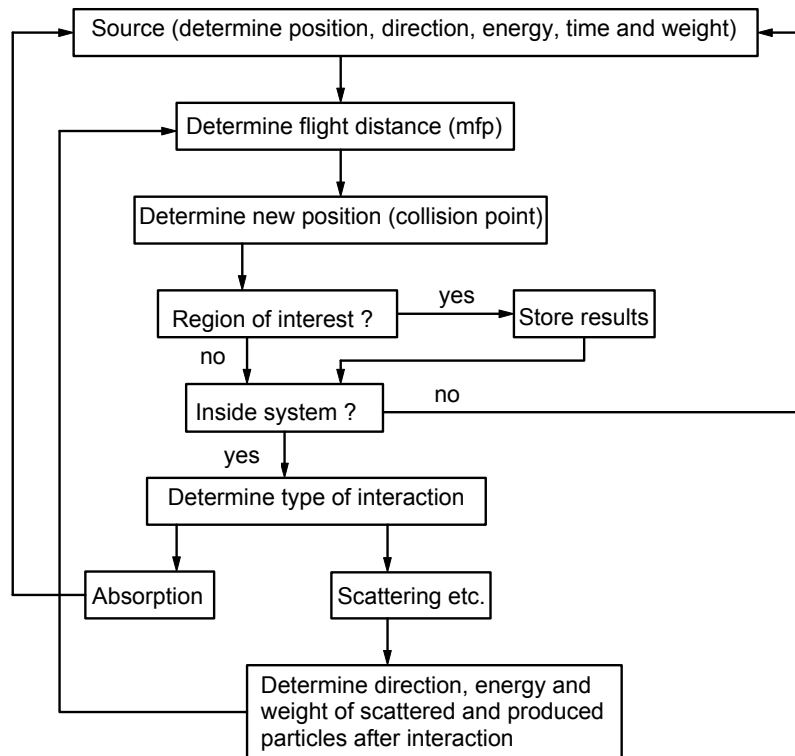 Source (determine position, direction, energy, time and weight)
Determine flight distance (mfp)
Determine new position (collision point)
Region of interest ?
yes
Store results
no
Inside system ?
no
yes
Determine type of interaction
Absorption
Scattering etc.
Determine direction, energy and
weight of scattered and produced
particles after interaction